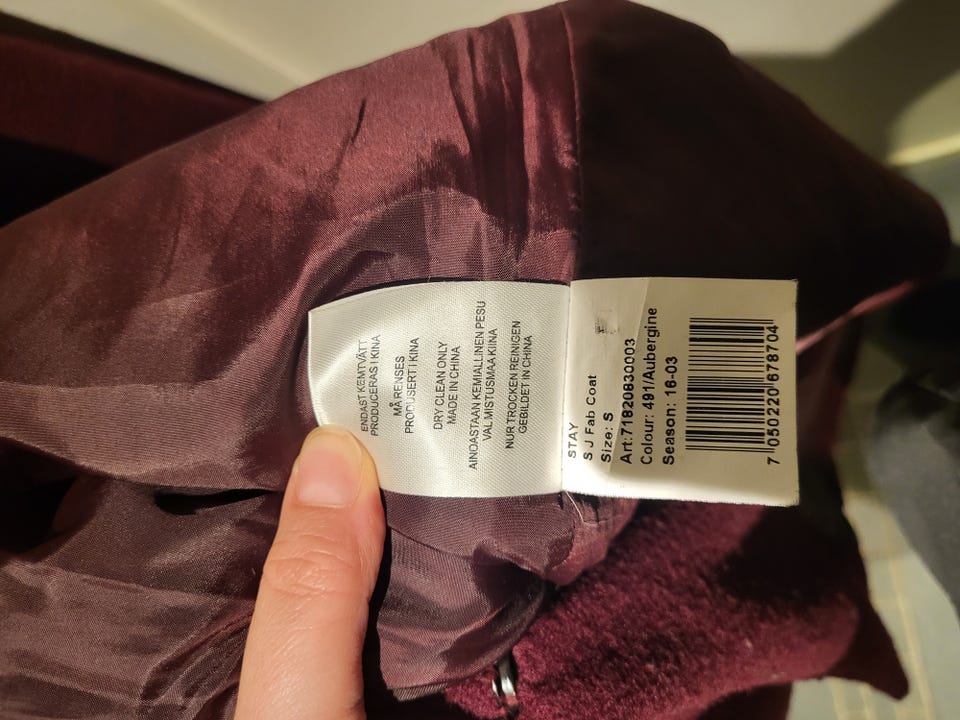 ENDAST KEMTVÄTT
PRODUCERAS I KINA
MÅ RENSES
PRODUSERT I KINA
DRY CLEAN ONLY
MADE IN CHINA
AINOASTAAN KEMIALLINEN PESU
VALMISTUSMAA KIINA
NUR TROCKEN REINIGEN
GEBILDET IN CHINA
STAY
S J Fab Coat
Size: S
Art:71820830003
Colour: 491/Aubergine
Season: 16-03
7 050220 678704